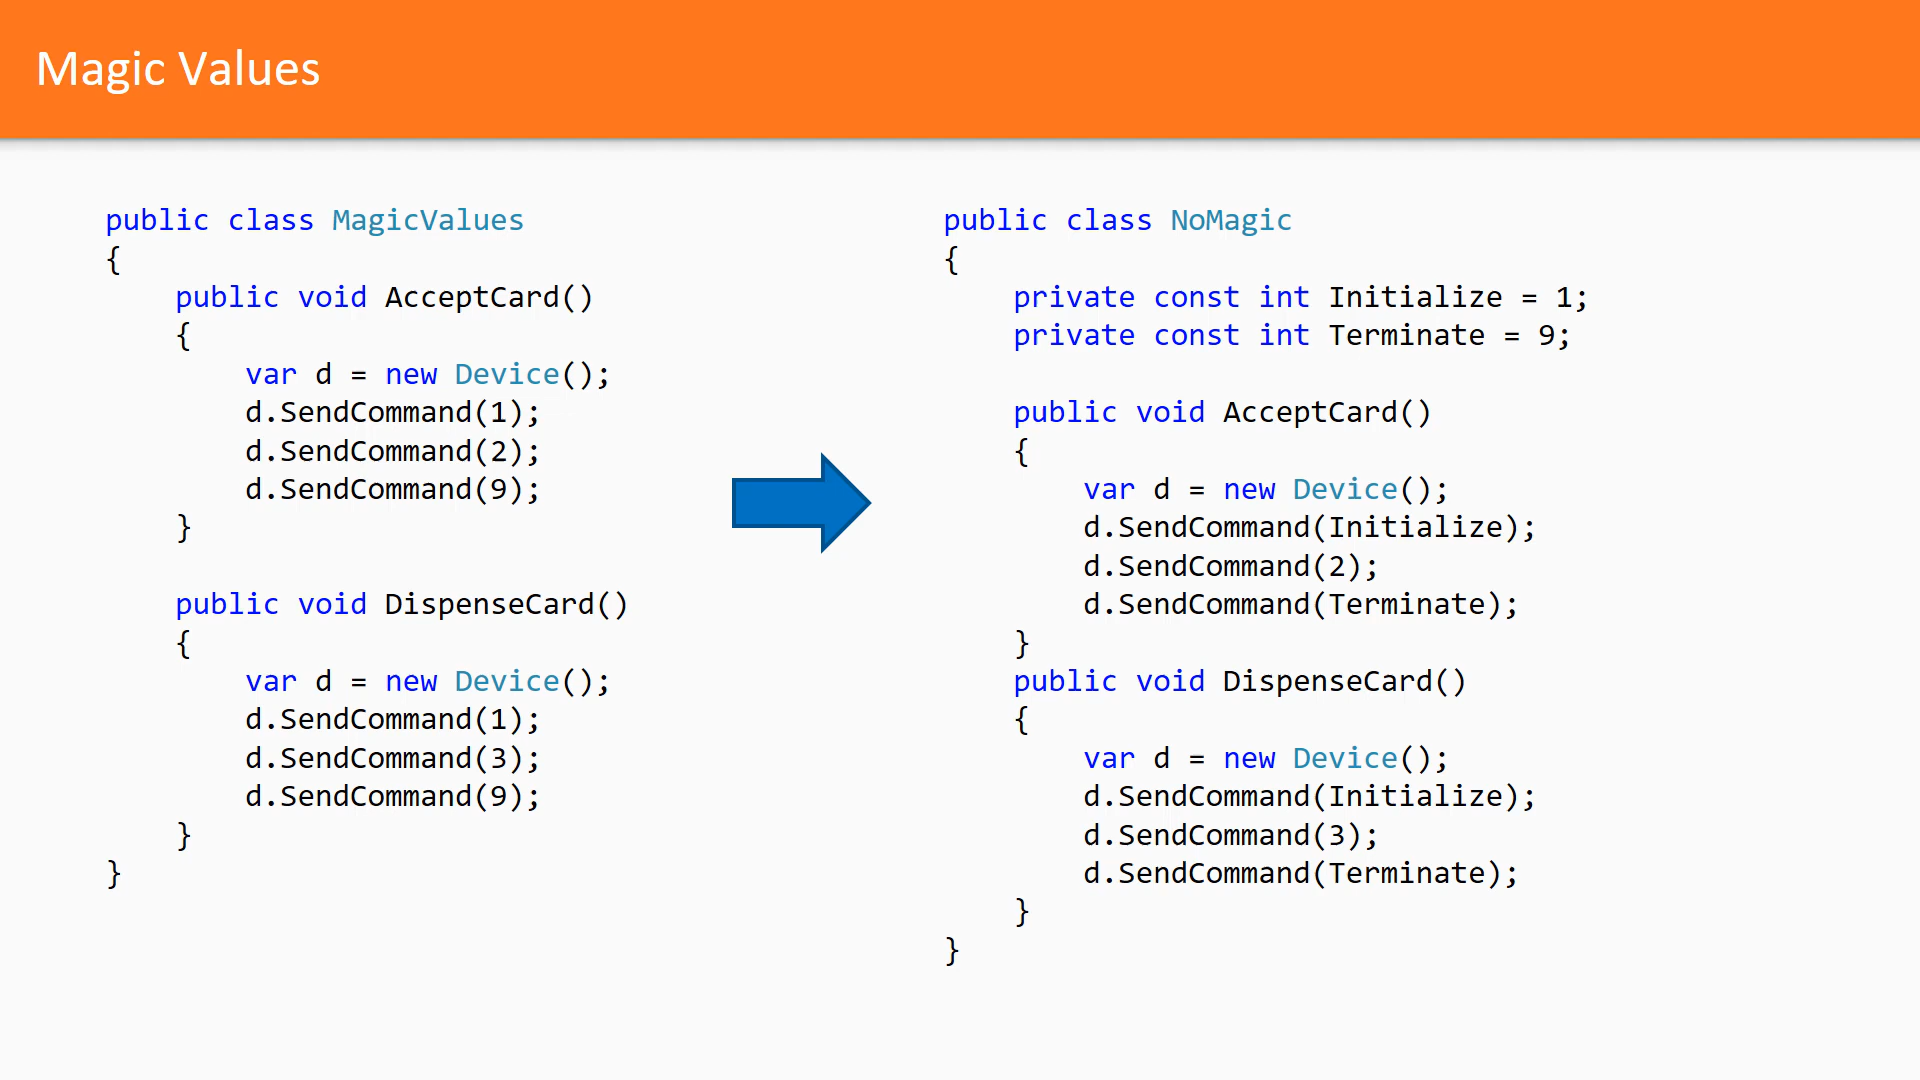 Magic Values
public class MagicValues
{
    public void AcceptCard()
    {
        var d = new Device();
        d.SendCommand(1);
        d.SendCommand(2);
        d.SendCommand(9);
    }

    public void DispenseCard()
    {
        var d = new Device();
        d.SendCommand(1);
        d.SendCommand(3);
        d.SendCommand(9);
    }
}
public class NoMagic
{
    private const int Initialize = 1;
    private const int Terminate = 9;

    public void AcceptCard()
    {
        var d = new Device();
        d.SendCommand(Initialize);
        d.SendCommand(2);
        d.SendCommand(Terminate);
    }
    public void DispenseCard()
    {
        var d = new Device();
        d.SendCommand(Initialize);
        d.SendCommand(3);
        d.SendCommand(Terminate);
    }
}